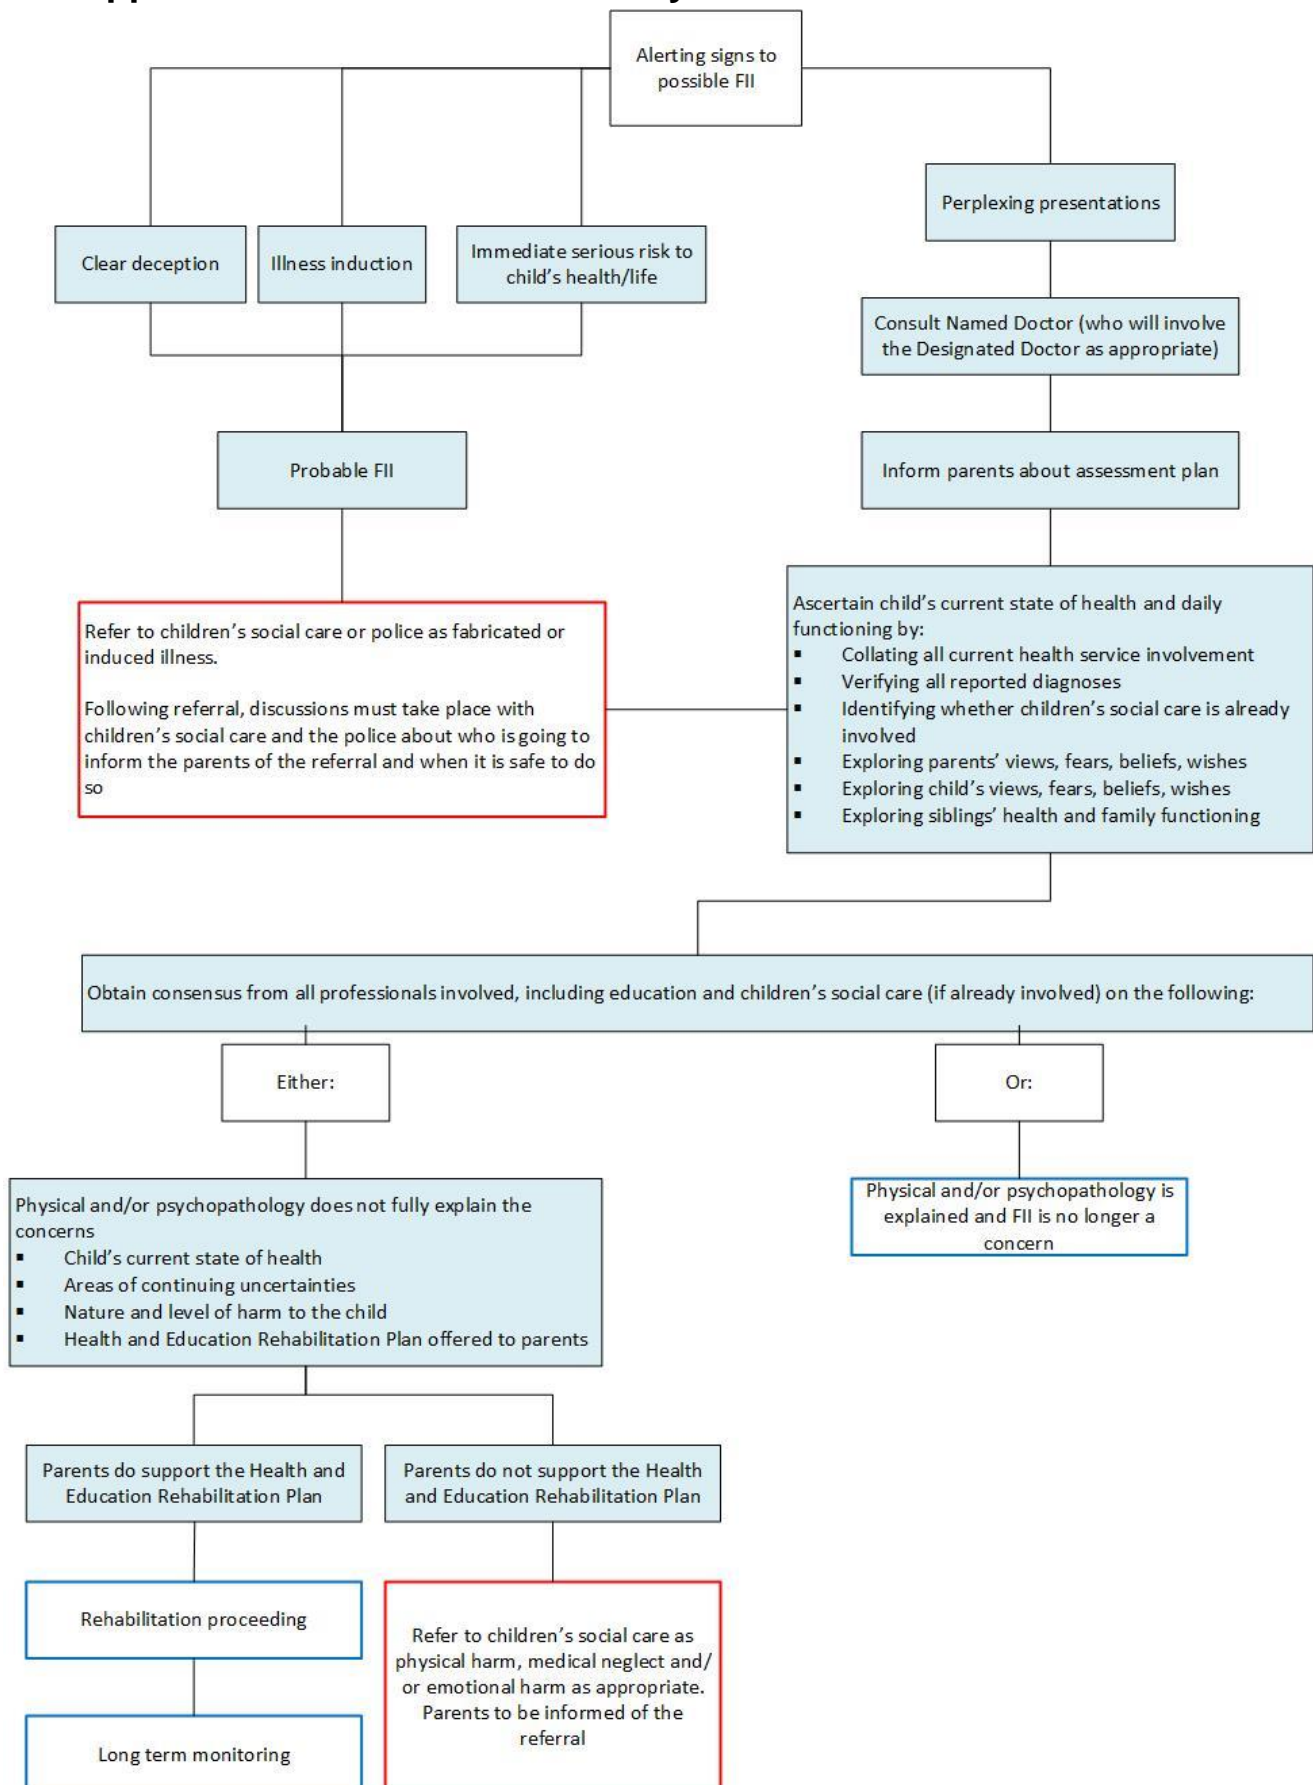 Alerting signs to
possible FII
Perplexing presentations
Clear deception
Illness induction
Immediate serious risk to
child’s health/life
Consult Named Doctor (who will involve
the Designated Doctor as appropriate)
Probable FII
Inform parents about assessment plan
Refer to children’s social care or police as fabricated or
induced illness.
Following referral, discussions must take place with
children’s social care and the police about who is going to
inform the parents of the referral and when it is safe to do
so
Ascertain child’s current state of health and daily
functioning by:
▪ Collating all current health service involvement
▪ Verifying all reported diagnoses
▪ Identifying whether children’s social care is already
involved
▪ Exploring parents’ views, fears, beliefs, wishes
▪ Exploring child’s views, fears, beliefs, wishes
▪ Exploring siblings’ health and family functioning
Obtain consensus from all professionals involved, including education and children’s social care (if already involved) on the following:
Either:
Or:
Physical and/or psychopathology does not fully explain the
concerns
▪ Child’s current state of health
▪ Areas of continuing uncertainties
▪ Nature and level of harm to the child
▪ Health and Education Rehabilitation Plan offered to parents
Physical and/or psychopathology is
explained and FII is no longer a
concern
Parents do support the Health and
Education Rehabilitation Plan
Parents do not support the Health
and Education Rehabilitation Plan
Rehabilitation proceeding
Refer to children’s social care as
physical harm, medical neglect and/
or emotional harm as appropriate.
Parents to be informed of the
referral
Long term monitoring